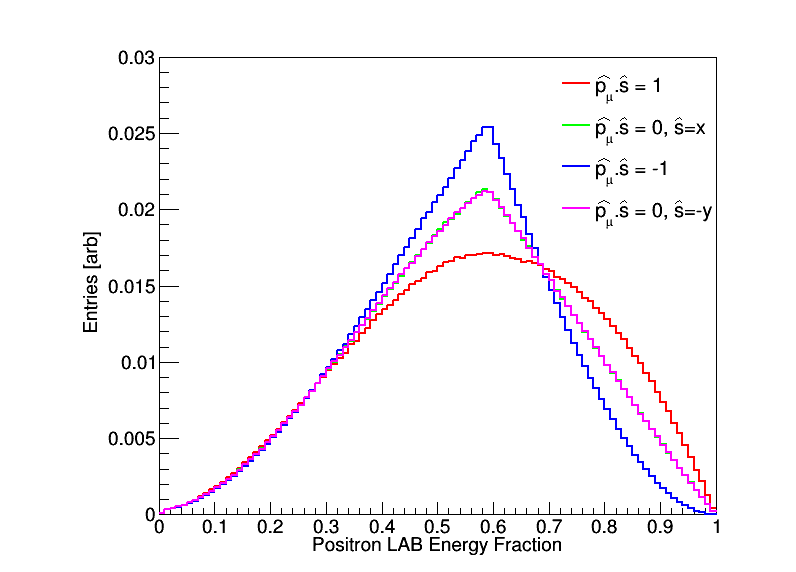 0.03
0.025
0.02
0.015
0.01
0.005
0
Entries [arb]
p̂μ.ŝ = 1
p̂μ.ŝ = 0, ŝ=x
p̂μ.ŝ = -1
p̂μ.ŝ = 0, ŝ=-y
0 0.1 0.2 0.3 0.4 0.5 0.6 0.7 0.8 0.9 1
Positron LAB Energy Fraction